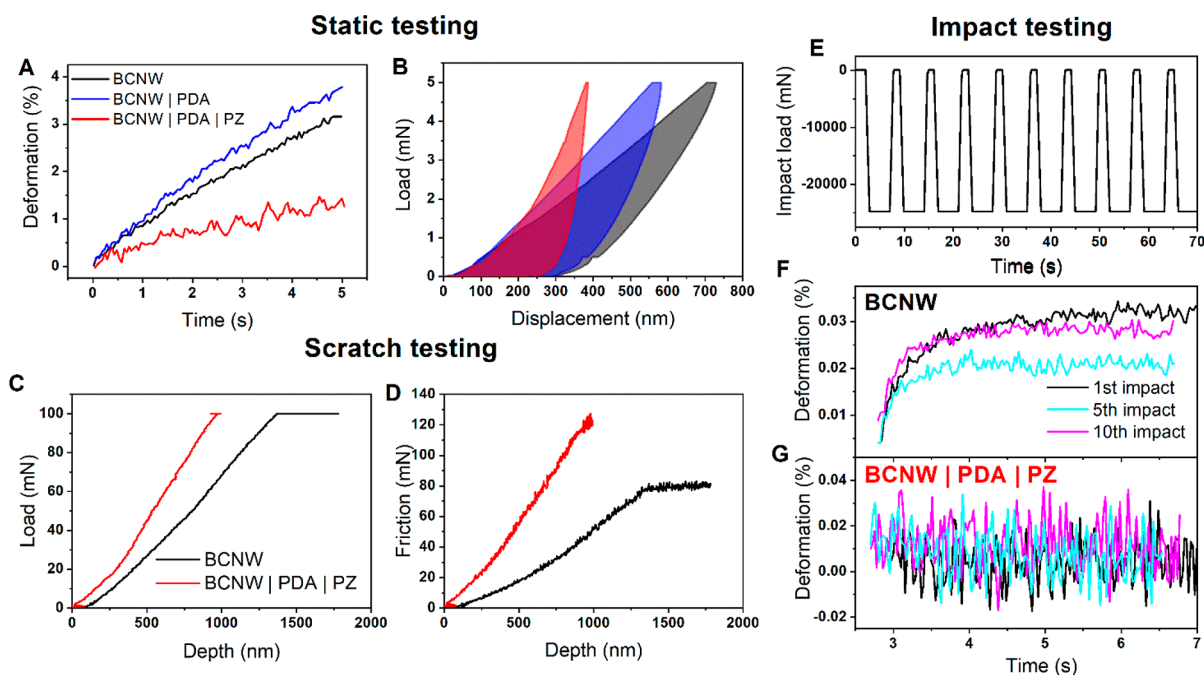 Static testing
Impact testing
A
BCNW
BCNW | PDA
BCNW | PDA | PZ
Deformation (%)
4
3
2
1
0
0 1 2 3 4 5
Time (s)
B
Load (mN)
5
4
3
2
1
0
0 100 200 300 400 500 600 700 800
Displacement (nm)
Scratch testing
C
Load (mN)
100
80
60
40
20
0
BCNW
BCNW | PDA | PZ
0 500 1000 1500 2000
Depth (nm)
D
Friction (mN)
140
120
100
80
60
40
20
0
0 500 1000 1500 2000
Depth (nm)
E
Impact load (mN)
0
-10000
-20000
0 10 20 30 40 50 60 70
Time (s)
F
BCNW
Deformation (%)
0.03
0.02
0.01
1st impact
5th impact
10th impact
G
BCNW | PDA | PZ
Deformation (%)
0.04
0.02
0.00
-0.02
3 4 5 6 7
Time (s)